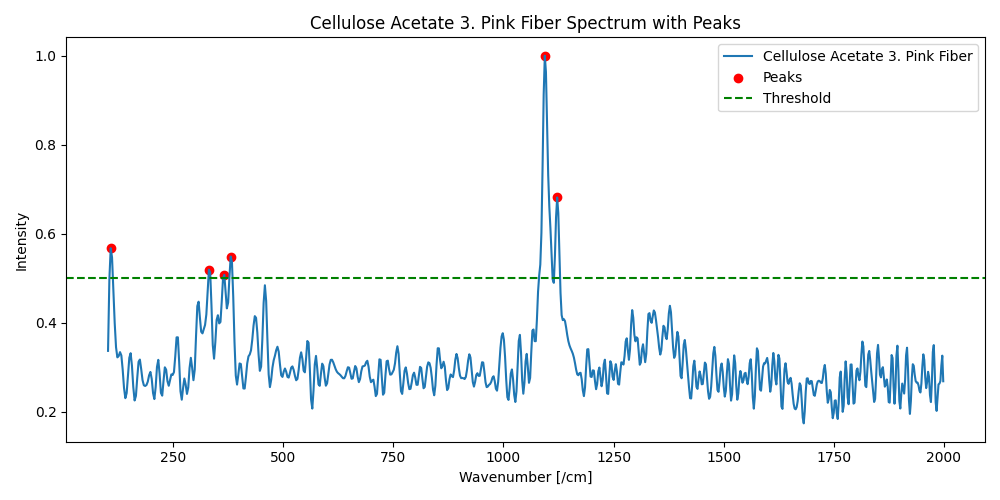 Cellulose Acetate 3. Pink Fiber Spectrum with Peaks
Cellulose Acetate 3. Pink Fiber
Peaks
Threshold
Intensity
1.0
0.8
0.6
0.4
0.2
250
500
750
1000
1250
1500
1750
2000
Wavenumber [/cm]